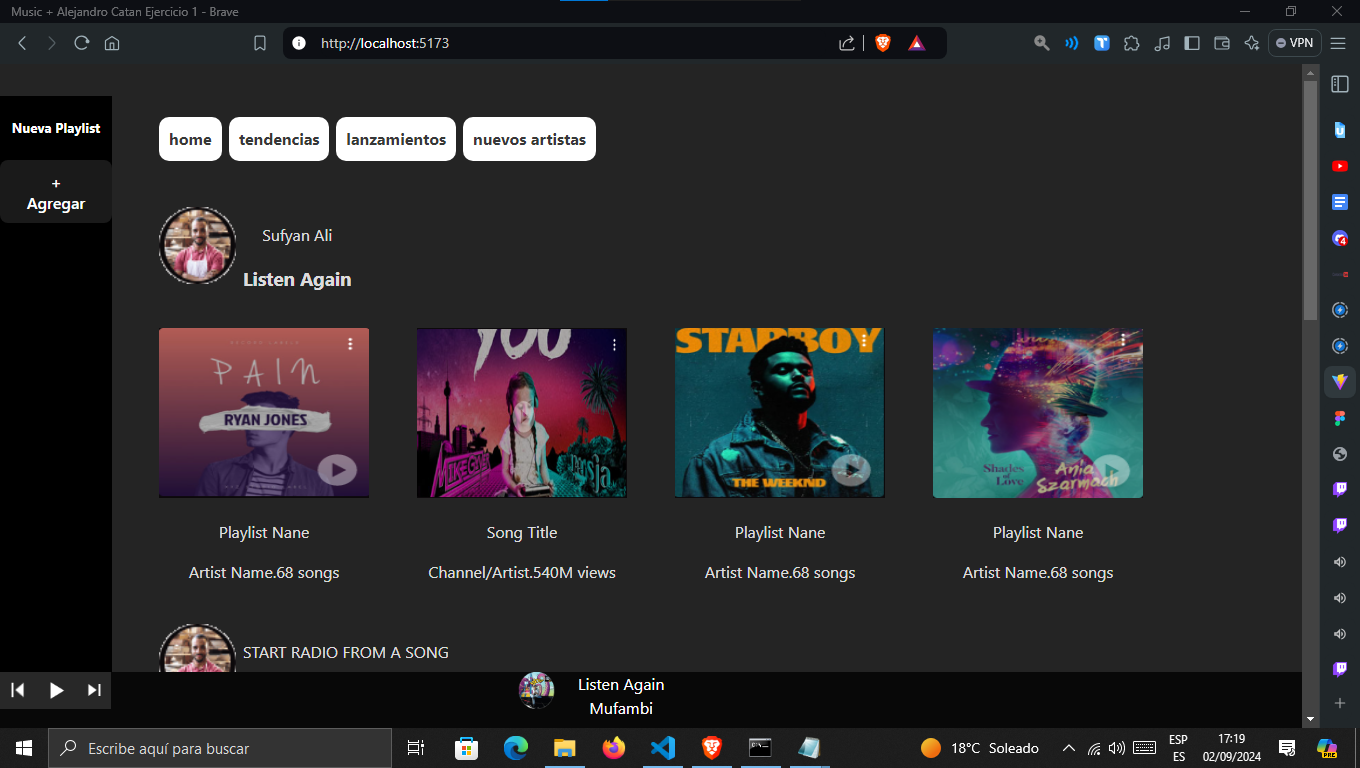 Music + Alejandro Catan Ejercicio 1 - Brave
http://localhost:5173
VPN
Nueva Playlist
+
Agregar
home
tendencias
lanzamientos
nuevos artistas
Sufyan Ali
Listen Again
PAIN
RYAN JONES
YOU
MIKE CANDYS
STARBOY
THE WEEKND
Shades
of Love
Ania
Szarmach
Playlist Nane
Song Title
Playlist Nane
Playlist Nane
Artist Name.68 songs
Channel/Artist.540M views
Artist Name.68 songs
Artist Name.68 songs
START RADIO FROM A SONG
Listen Again
Mufambi
Escribe aquí para buscar
18°C Soleado
ESP
ES
17:19
02/09/2024
4
PRE